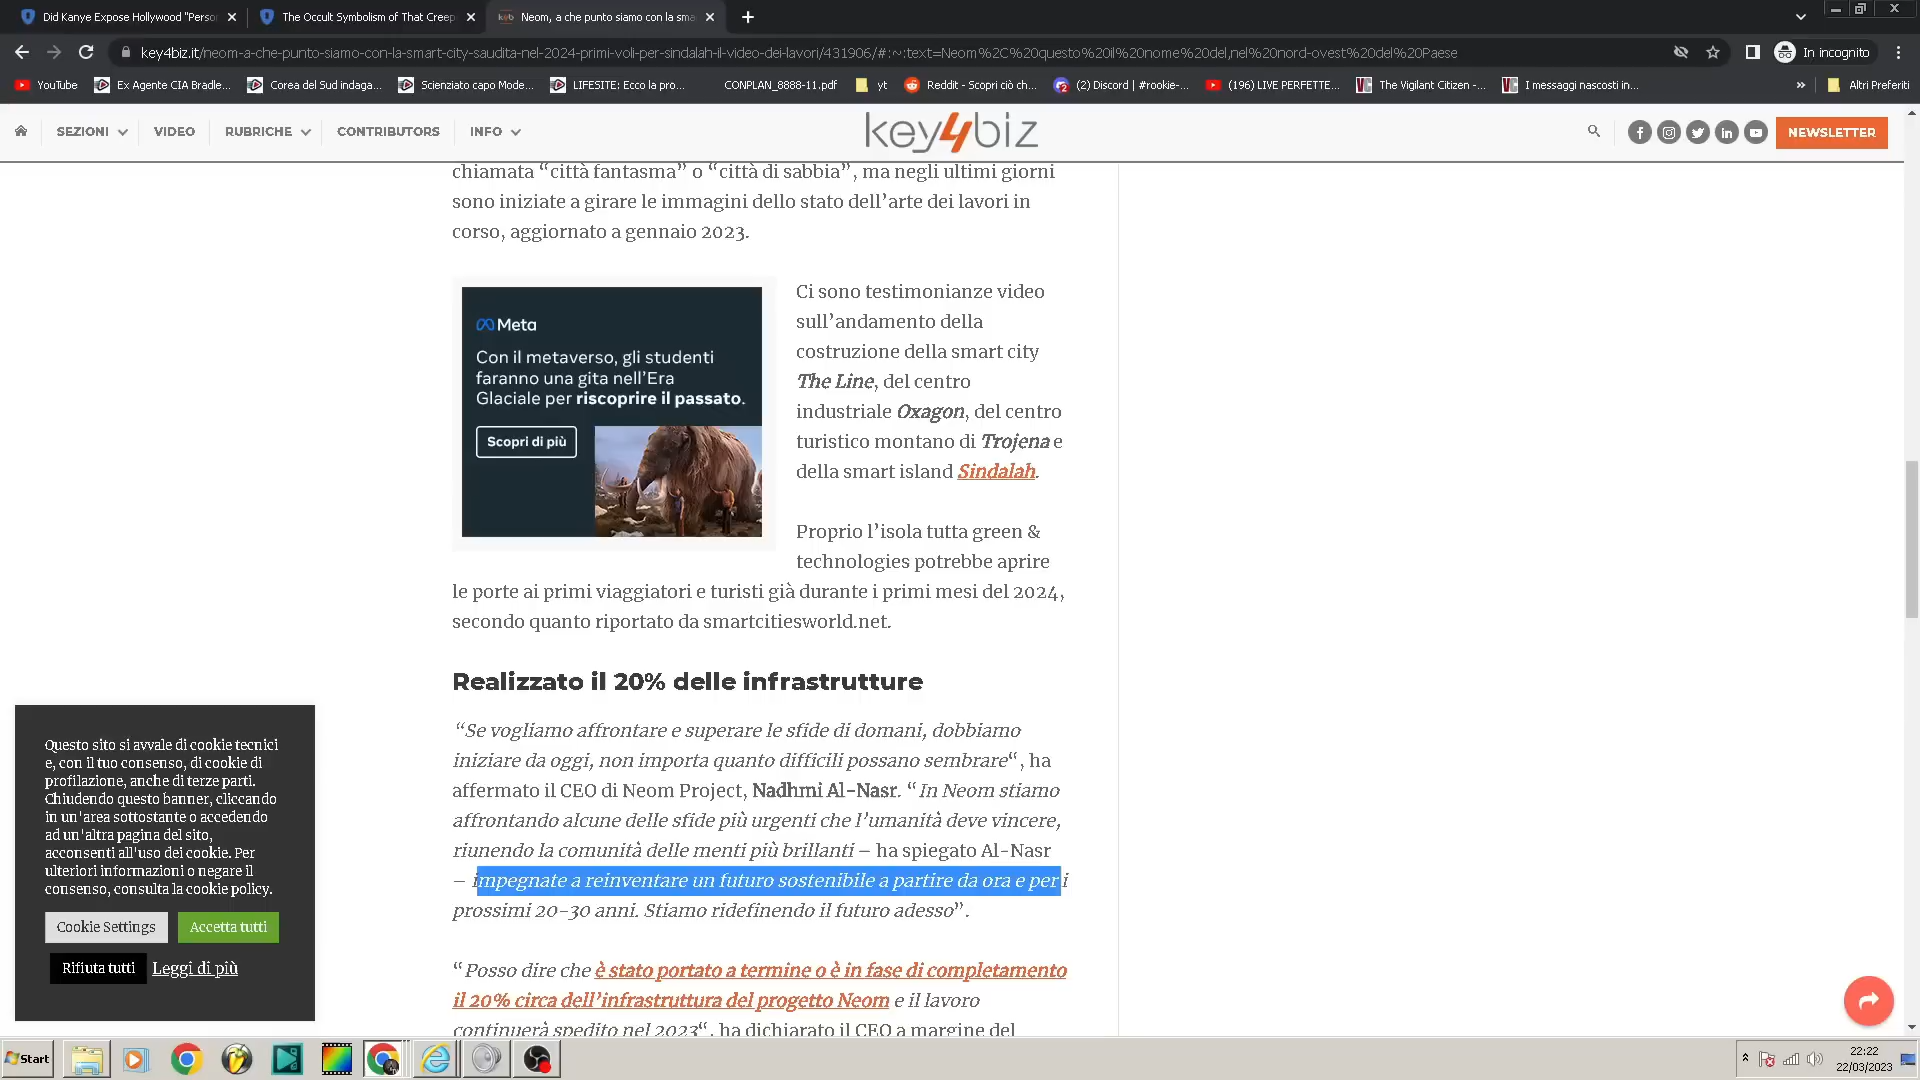 Did Kanye Expose Hollywood "Perso
The Occult Symbolism of That Creep
Neom, a che punto siamo con la sma
key4biz.it/neom-a-che-punto-siamo-con-la-smart-city-saudita-nel-2024-primi-voli-per-sindalah-il-video-dei-lavori/431906/#:~:text=Neom%2C%20questo%20il%20nome%20del,nel%20nord-ovest%20del%20Paese
In incognito
YouTube
Ex Agente CIA Bradle...
Corea del Sud indaga...
Scienziato capo Mode...
LIFESITE: Ecco la pro...
CONPLAN_8888-11.pdf
yt
Reddit - Scopri ciò ch...
(2) Discord | #rookie-...
(196) LIVE PERFETTE...
The Vigilant Citizen -...
I messaggi nascosti in...
»
Altri Preferiti
SEZIONI
VIDEO
RUBRICHE
CONTRIBUTORS
INFO
key4biz
NEWSLETTER
chiamata “città fantasma” o “città di sabbia”, ma negli ultimi giorni
sono iniziate a girare le immagini dello stato dell’arte dei lavori in
corso, aggiornato a gennaio 2023.
Meta
Con il metaverso, gli studenti
faranno una gita nell’Era
Glaciale per riscoprire il passato.
Scopri di più
Ci sono testimonianze video
sull’andamento della
costruzione della smart city
The Line, del centro
industriale Oxagon, del centro
turistico montano di Trojena e
della smart island Sindalah.
Proprio l’isola tutta green &
technologies potrebbe aprire
le porte ai primi viaggiatori e turisti già durante i primi mesi del 2024,
secondo quanto riportato da smartcitiesworld.net.
Realizzato il 20% delle infrastrutture
“Se vogliamo affrontare e superare le sfide di domani, dobbiamo
iniziare da oggi, non importa quanto difficili possano sembrare“, ha
affermato il CEO di Neom Project, Nadhmi Al-Nasr. “In Neom stiamo
affrontando alcune delle sfide più urgenti che l’umanità deve vincere,
riunendo la comunità delle menti più brillanti – ha spiegato Al-Nasr
– impegnate a reinventare un futuro sostenibile a partire da ora e per i
prossimi 20-30 anni. Stiamo ridefinendo il futuro adesso”.
“Posso dire che è stato portato a termine o è in fase di completamento
il 20% circa dell’infrastruttura del progetto Neom e il lavoro
continuerà spedito nel 2023“, ha dichiarato il CEO a margine del
Questo sito si avvale di cookie tecnici
e, con il tuo consenso, di cookie di
profilazione, anche di terze parti.
Chiudendo questo banner, cliccando
in un'area sottostante o accedendo
ad un'altra pagina del sito,
acconsenti all'uso dei cookie. Per
ulteriori informazioni o negare il
consenso, consulta la cookie policy.
Cookie Settings
Accetta tutti
Rifiuta tutti
Leggi di più
Start
22:22
22/03/2023